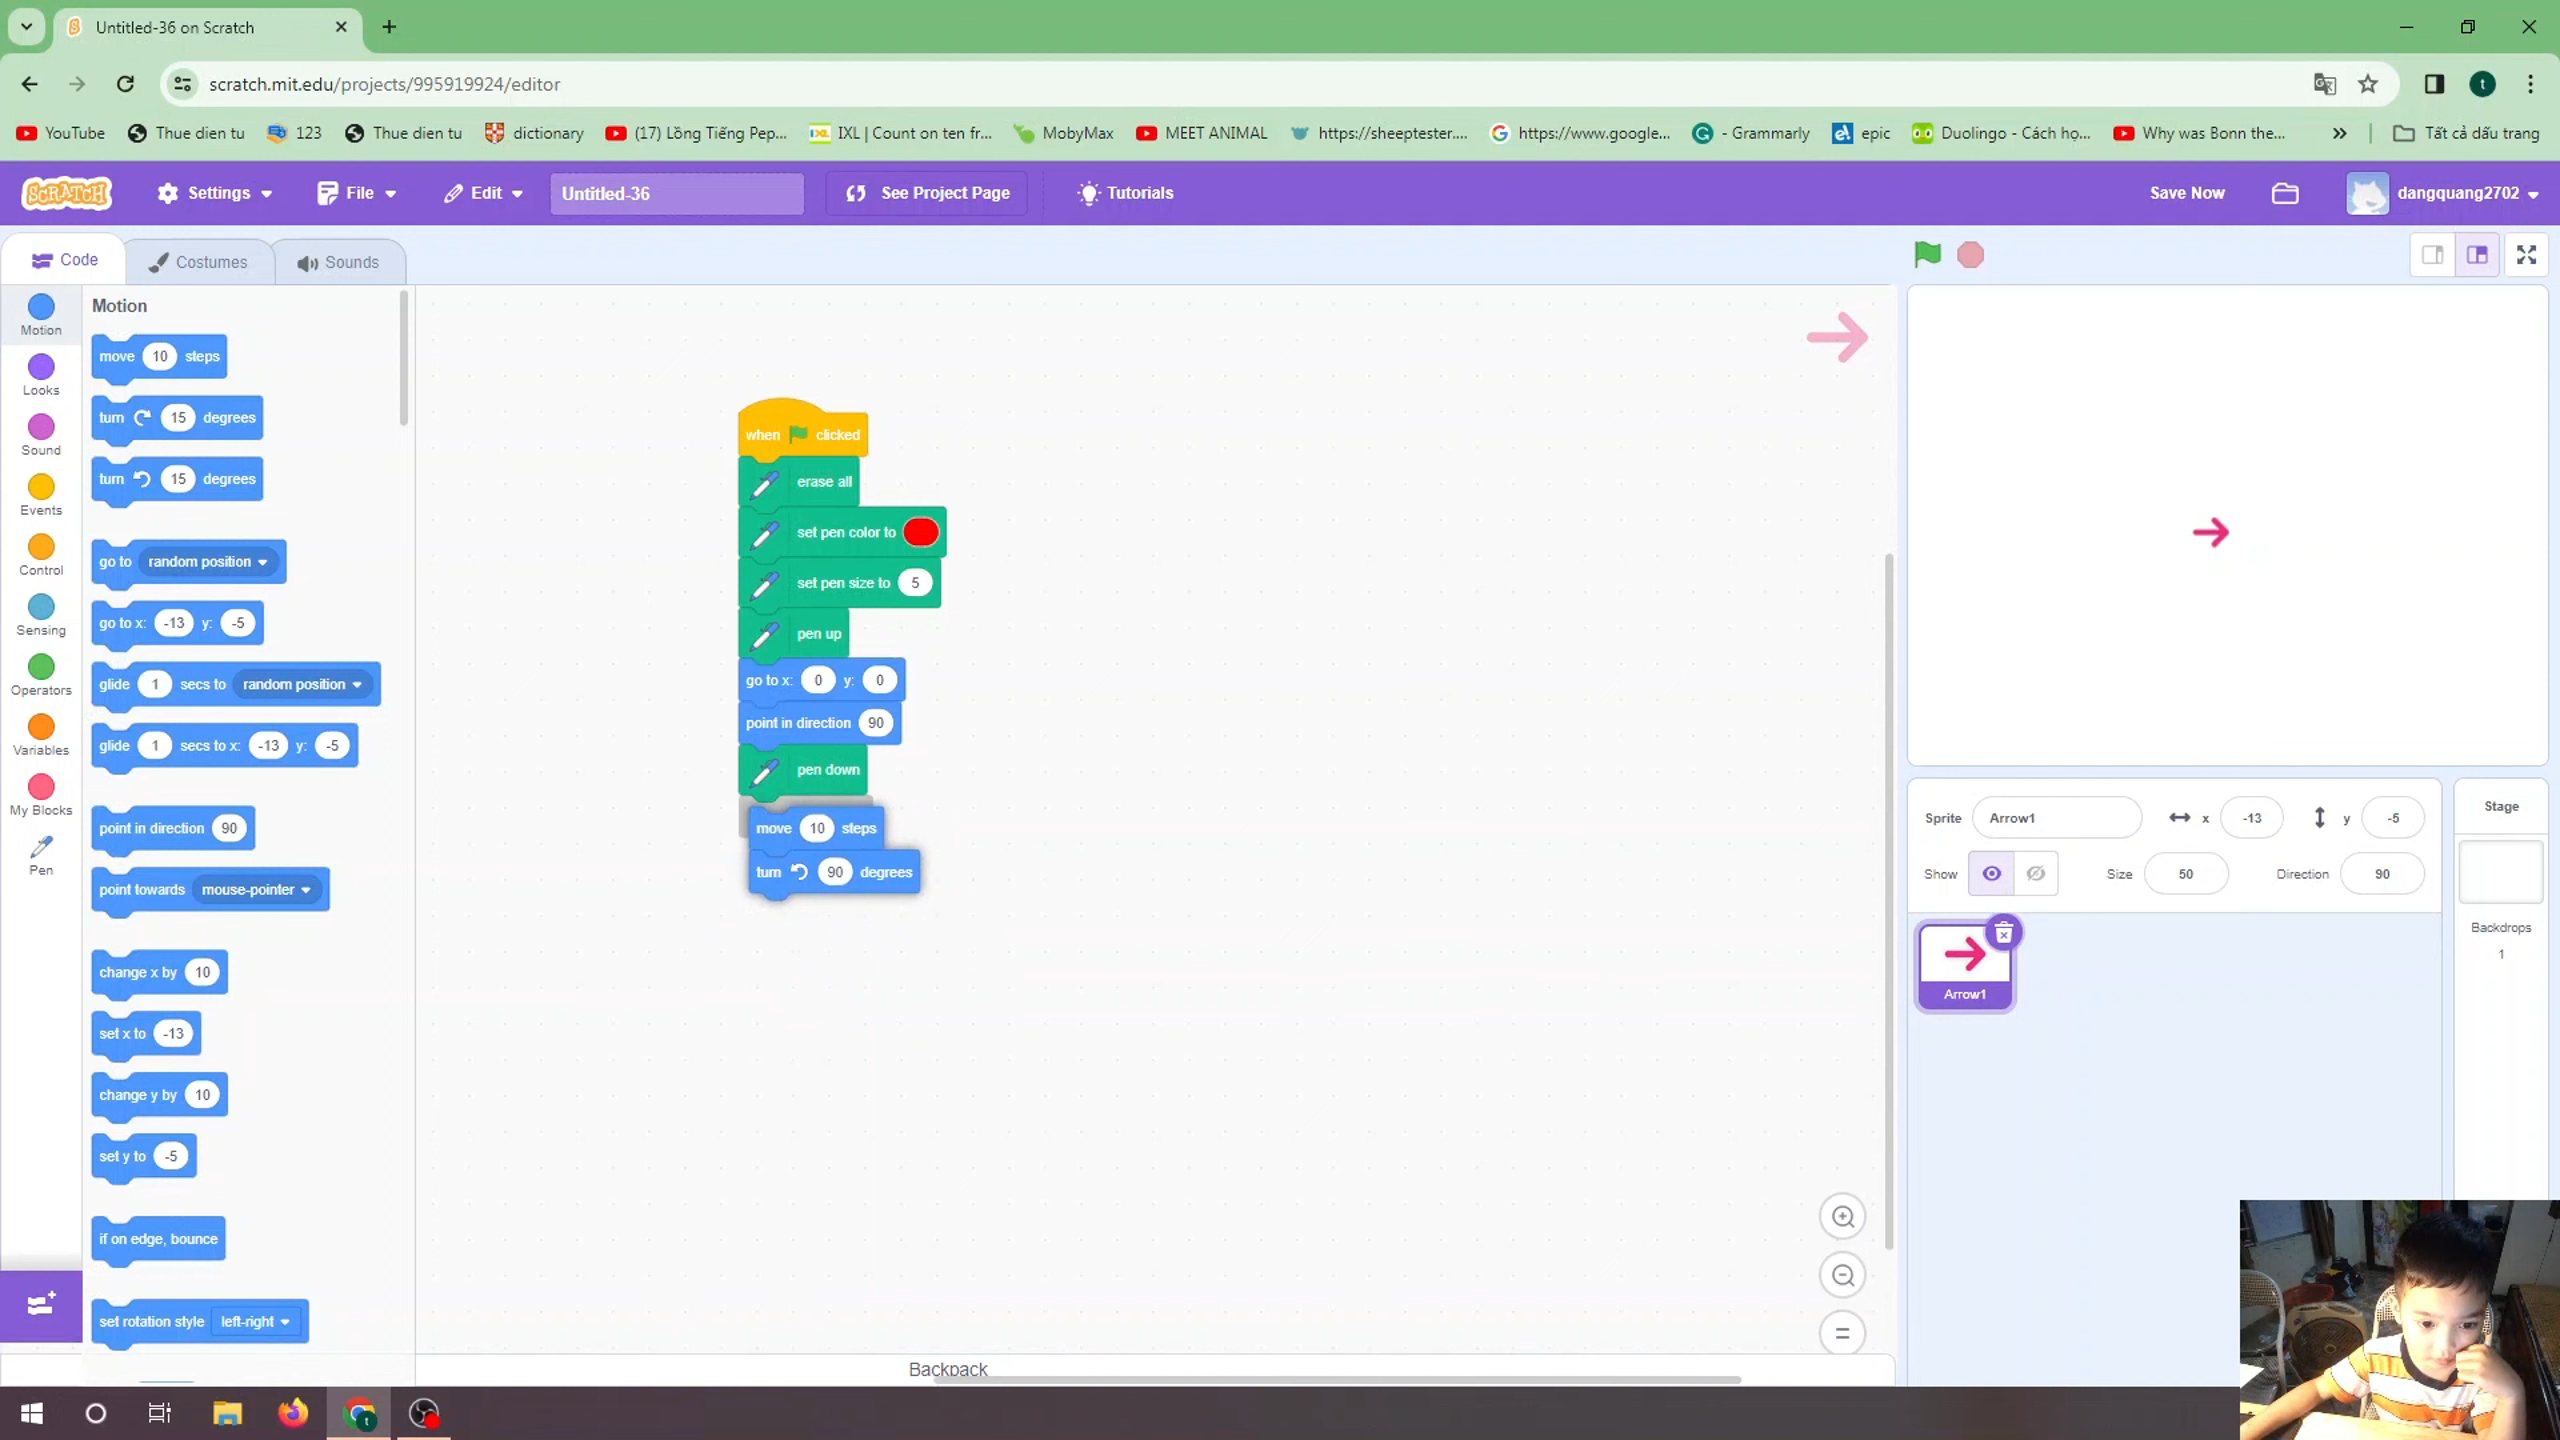 Untitled-36 on Scratch
scratch.mit.edu/projects/995919924/editor
YouTube Thue dien tu 123 Thue dien tu dictionary (17) Lồng Tiếng Pep... IXL | Count on ten fr... MobyMax MEET ANIMAL https://sheeptester.... https://www.google... - Grammarly epic Duolingo - Cách họ... Why was Bonn the... » Tất cả dấu trang
SCRATCH Settings File Edit Untitled-36 See Project Page Tutorials Save Now dangquang2702
Code Costumes Sounds
Motion
Looks
Sound
Events
Control
Sensing
Operators
Variables
My Blocks
Pen
Motion
move 10 steps
turn 15 degrees
turn 15 degrees
go to random position
go to x: -13 y: -5
glide 1 secs to random position
glide 1 secs to x: -13 y: -5
point in direction 90
point towards mouse-pointer
change x by 10
set x to -13
change y by 10
set y to -5
if on edge, bounce
set rotation style left-right
when clicked
erase all
set pen color to
set pen size to 5
pen up
go to x: 0 y: 0
point in direction 90
pen down
move 10 steps
turn 90 degrees
Backpack
Sprite Arrow1 x -13 y -5
Show Size 50 Direction 90
Arrow1
Stage
Backdrops
1
t